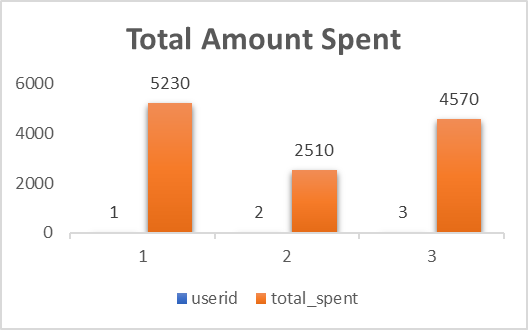 Total Amount Spent
6000
4000
2000
0
1 5230
2 2510
3 4570
1 2 3
userid total_spent